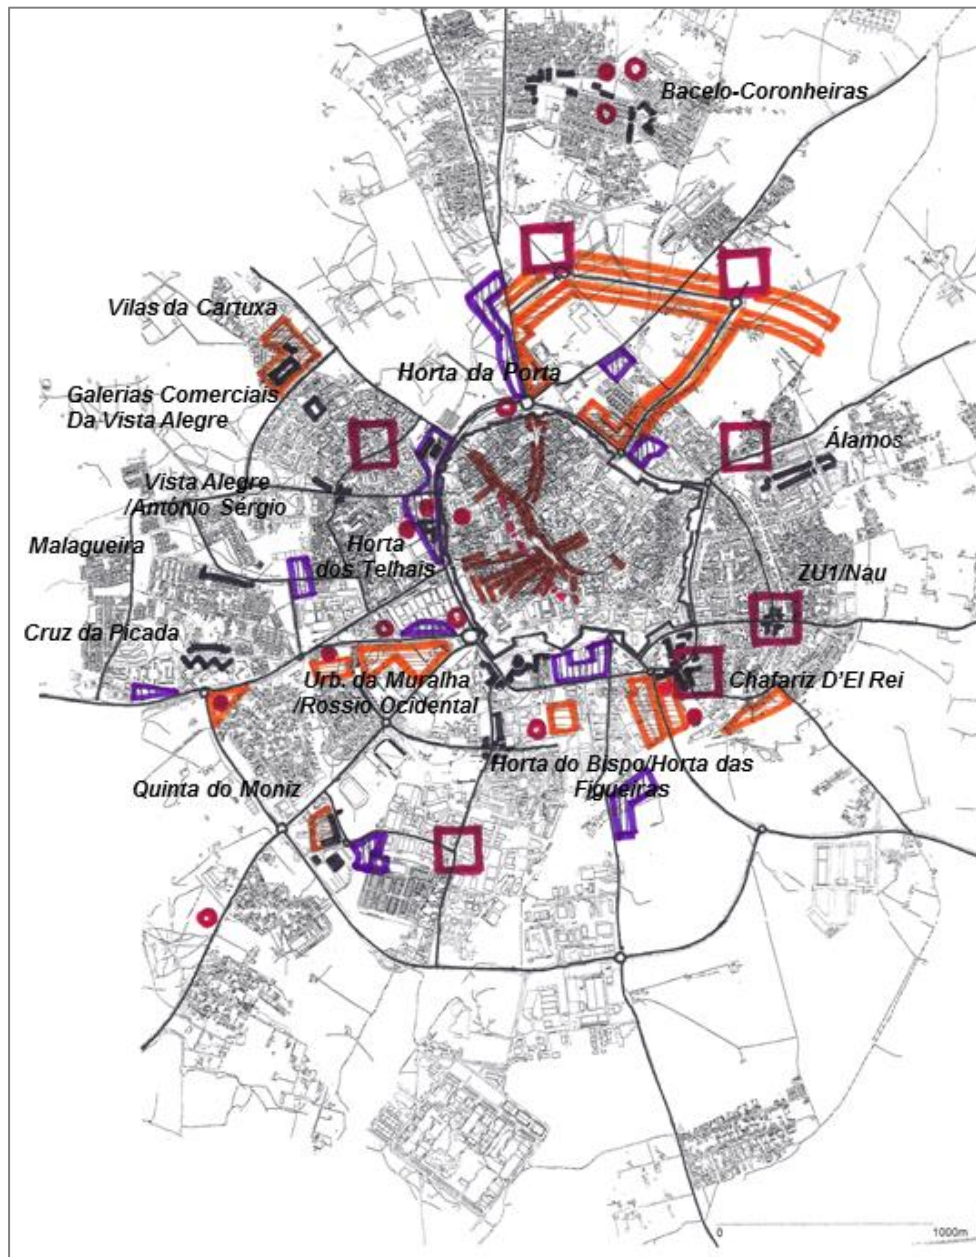 Bacelo-Coronheiras
Vilas da Cartuxa
Horta da Porta
Galerias Comerciais
Da Vista Alegre
Álamos
Vista Alegre
/António Sérgio
Malagueira
Horta
dos Telhais
ZU1/Nau
Cruz da Picada
Urb. da Muralha
/Rossio Ocidental
Chafariz D'El Rei
Horta do Bispo/Horta das
Figueiras
Quinta do Moniz
0
1000m